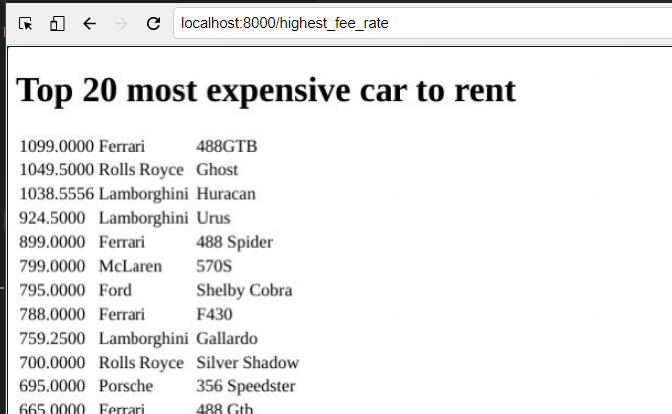 localhost:8000/highest_fee_rate
Top 20 most expensive car to rent
1099.0000 Ferrari 488GTB
1049.5000 Rolls Royce Ghost
1038.5556 Lamborghini Huracan
924.5000 Lamborghini Urus
899.0000 Ferrari 488 Spider
799.0000 McLaren 570S
795.0000 Ford Shelby Cobra
788.0000 Ferrari F430
759.2500 Lamborghini Gallardo
700.0000 Rolls Royce Silver Shadow
695.0000 Porsche 356 Speedster
665.0000 Ferrari 488 Gtb